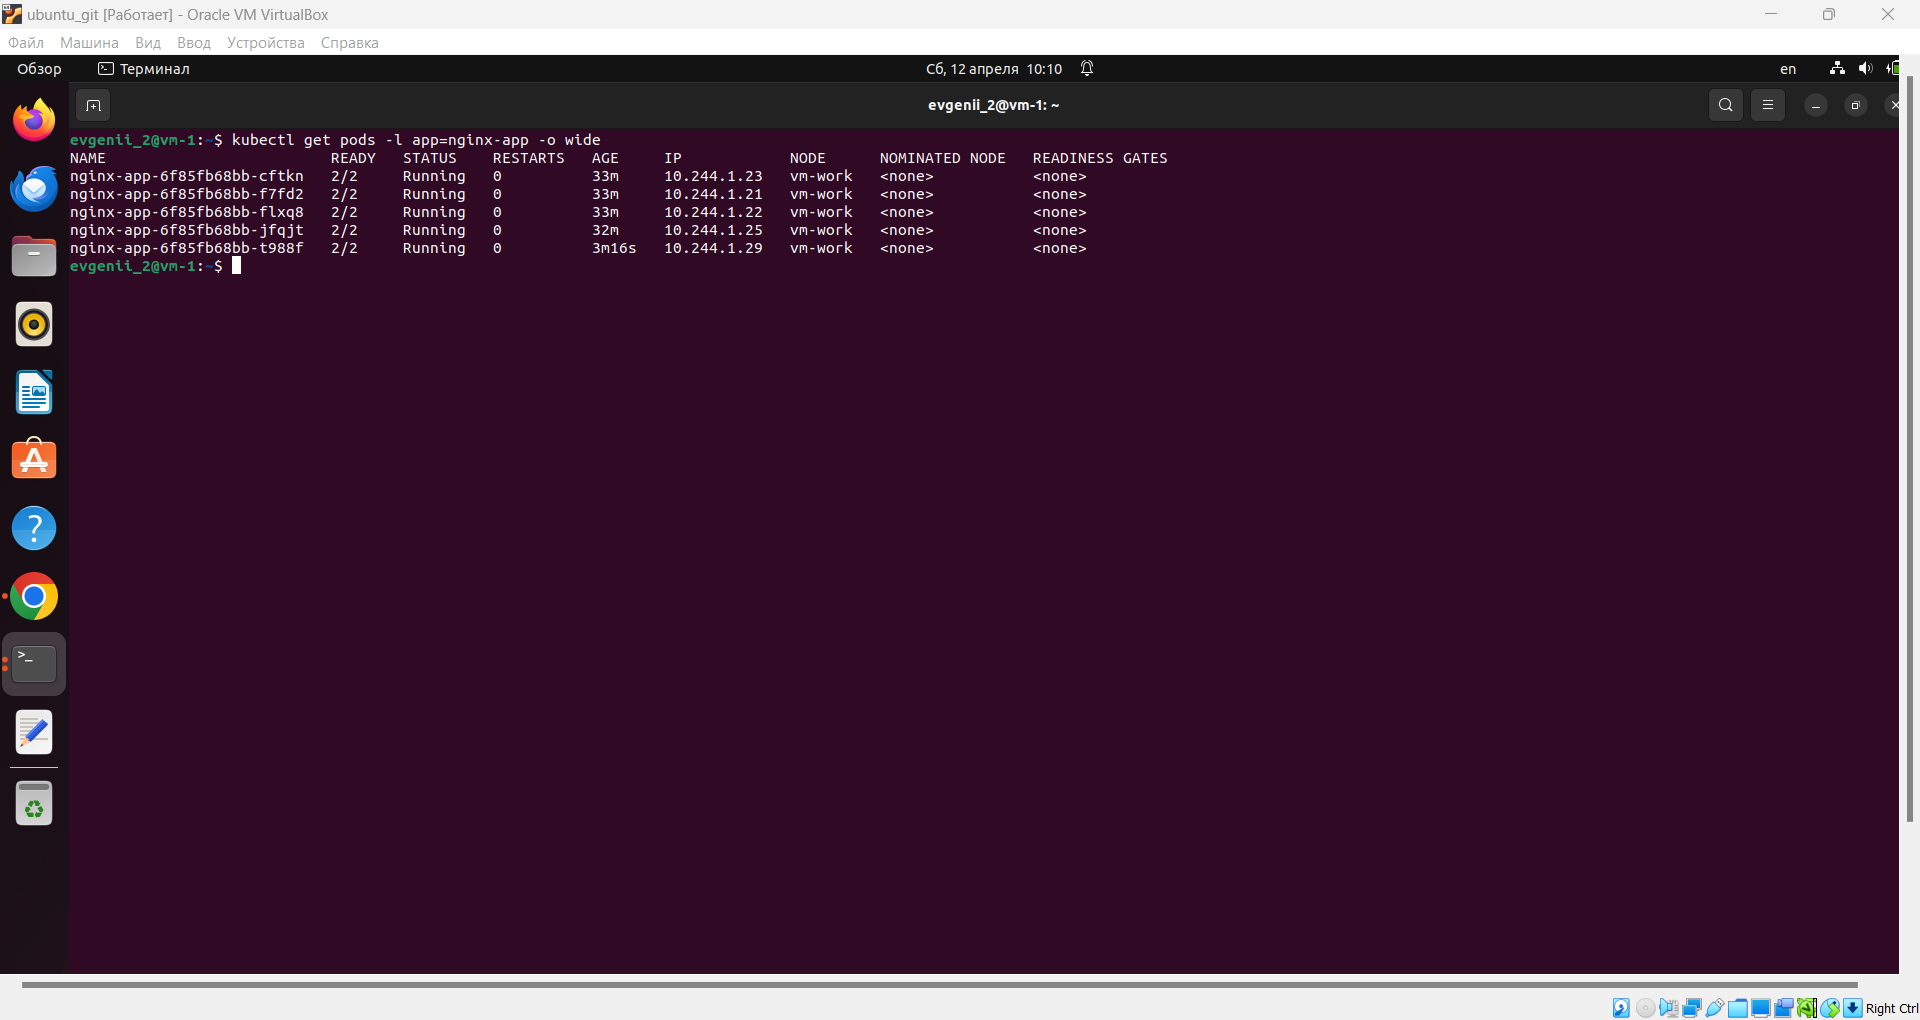 ubuntu_git [Работает] - Oracle VM VirtualBox
Файл Машина Вид Ввод Устройства Справка
Обзор Терминал Сб, 12 апреля 10:10 en
evgenii_2@vm-1: ~
evgenii_2@vm-1:~$ kubectl get pods -l app=nginx-app -o wide
NAME READY STATUS RESTARTS AGE IP NODE NOMINATED NODE READINESS GATES
nginx-app-6f85fb68bb-cftkn 2/2 Running 0 33m 10.244.1.23 vm-work <none> <none>
nginx-app-6f85fb68bb-f7fd2 2/2 Running 0 33m 10.244.1.21 vm-work <none> <none>
nginx-app-6f85fb68bb-flxq8 2/2 Running 0 33m 10.244.1.22 vm-work <none> <none>
nginx-app-6f85fb68bb-jfqjt 2/2 Running 0 32m 10.244.1.25 vm-work <none> <none>
nginx-app-6f85fb68bb-t988f 2/2 Running 0 3m16s 10.244.1.29 vm-work <none> <none>
evgenii_2@vm-1:~$
Right Ctrl